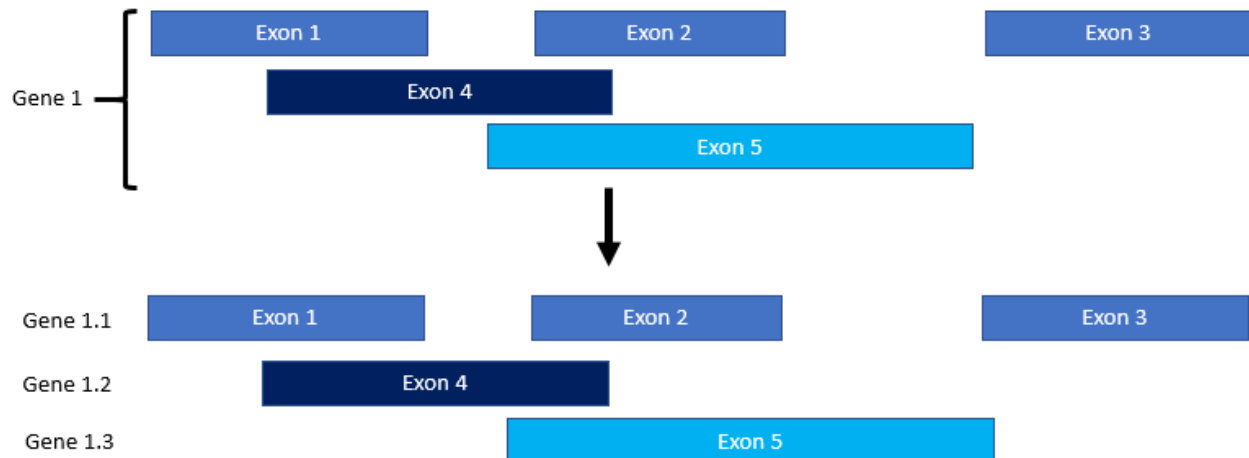 Exon 1 Exon 2 Exon 3
Gene 1 Exon 4
Exon 5
Gene 1.1 Exon 1 Exon 2 Exon 3
Gene 1.2 Exon 4
Gene 1.3 Exon 5